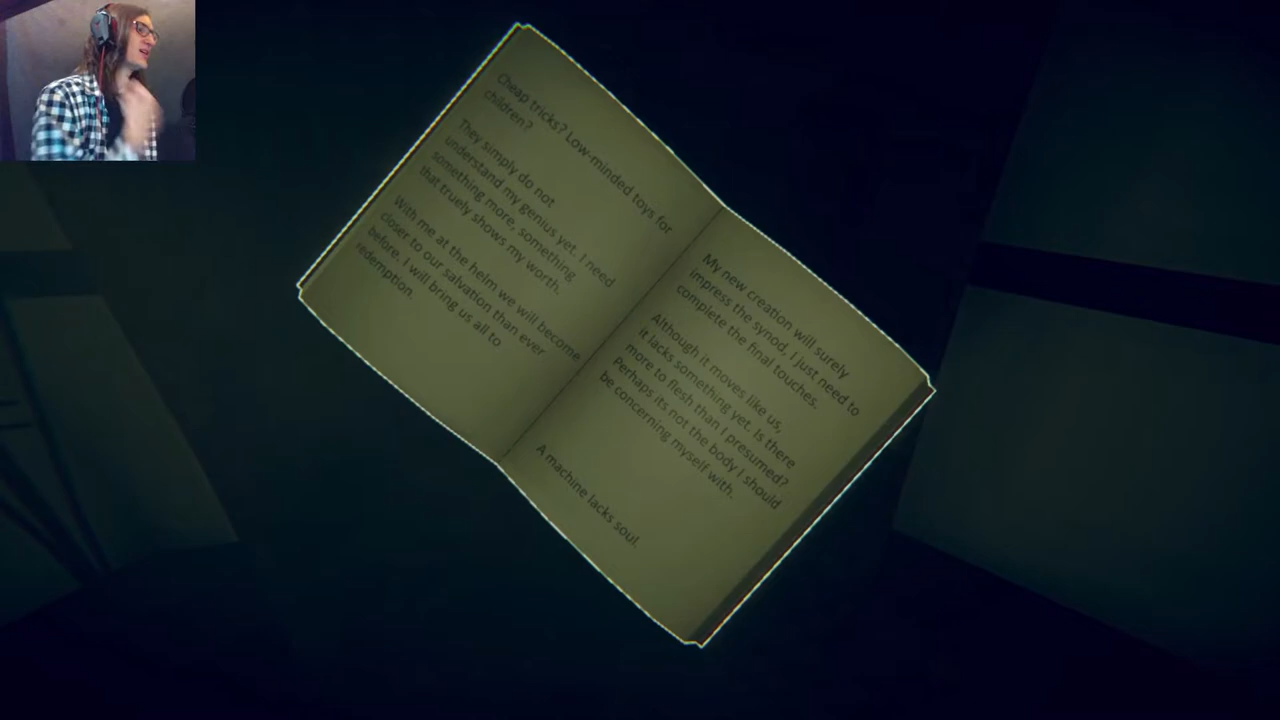 Cheap tricks? Low-minded toys for
children?
They simply do not
understand my genius yet. I need
something more, something
that truely shows my worth.
With me at the helm we will become
closer to our salvation than ever
before. I will bring us all to
redemption.
My new creation will surely
impress the synod, I just need to
complete the final touches.
Although it moves like us,
it lacks something yet. Is there
more to flesh than I presumed?
Perhaps its not the body I should
be concerning myself with.
A machine lacks soul.